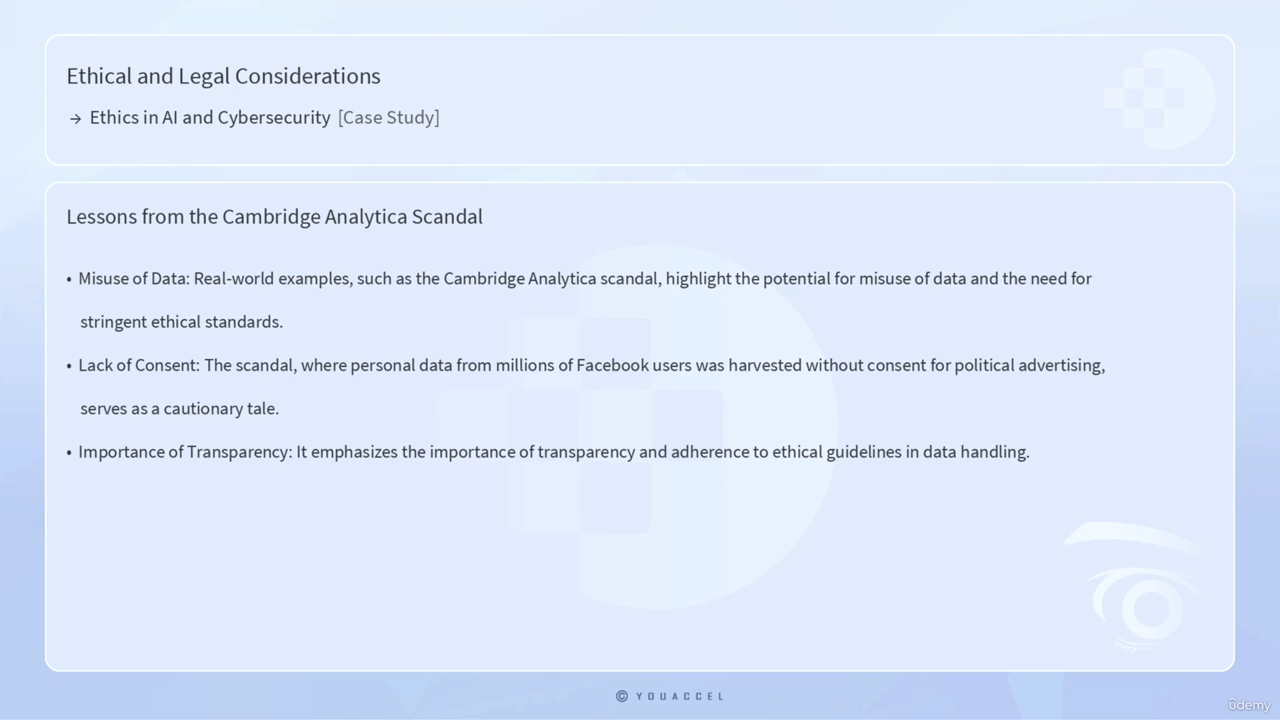 Ethical and Legal Considerations
→ Ethics in AI and Cybersecurity [Case Study]
Lessons from the Cambridge Analytica Scandal
• Misuse of Data: Real-world examples, such as the Cambridge Analytica scandal, highlight the potential for misuse of data and the need for
stringent ethical standards.
• Lack of Consent: The scandal, where personal data from millions of Facebook users was harvested without consent for political advertising,
serves as a cautionary tale.
• Importance of Transparency: It emphasizes the importance of transparency and adherence to ethical guidelines in data handling.
© YOUACCEL
ûdemy